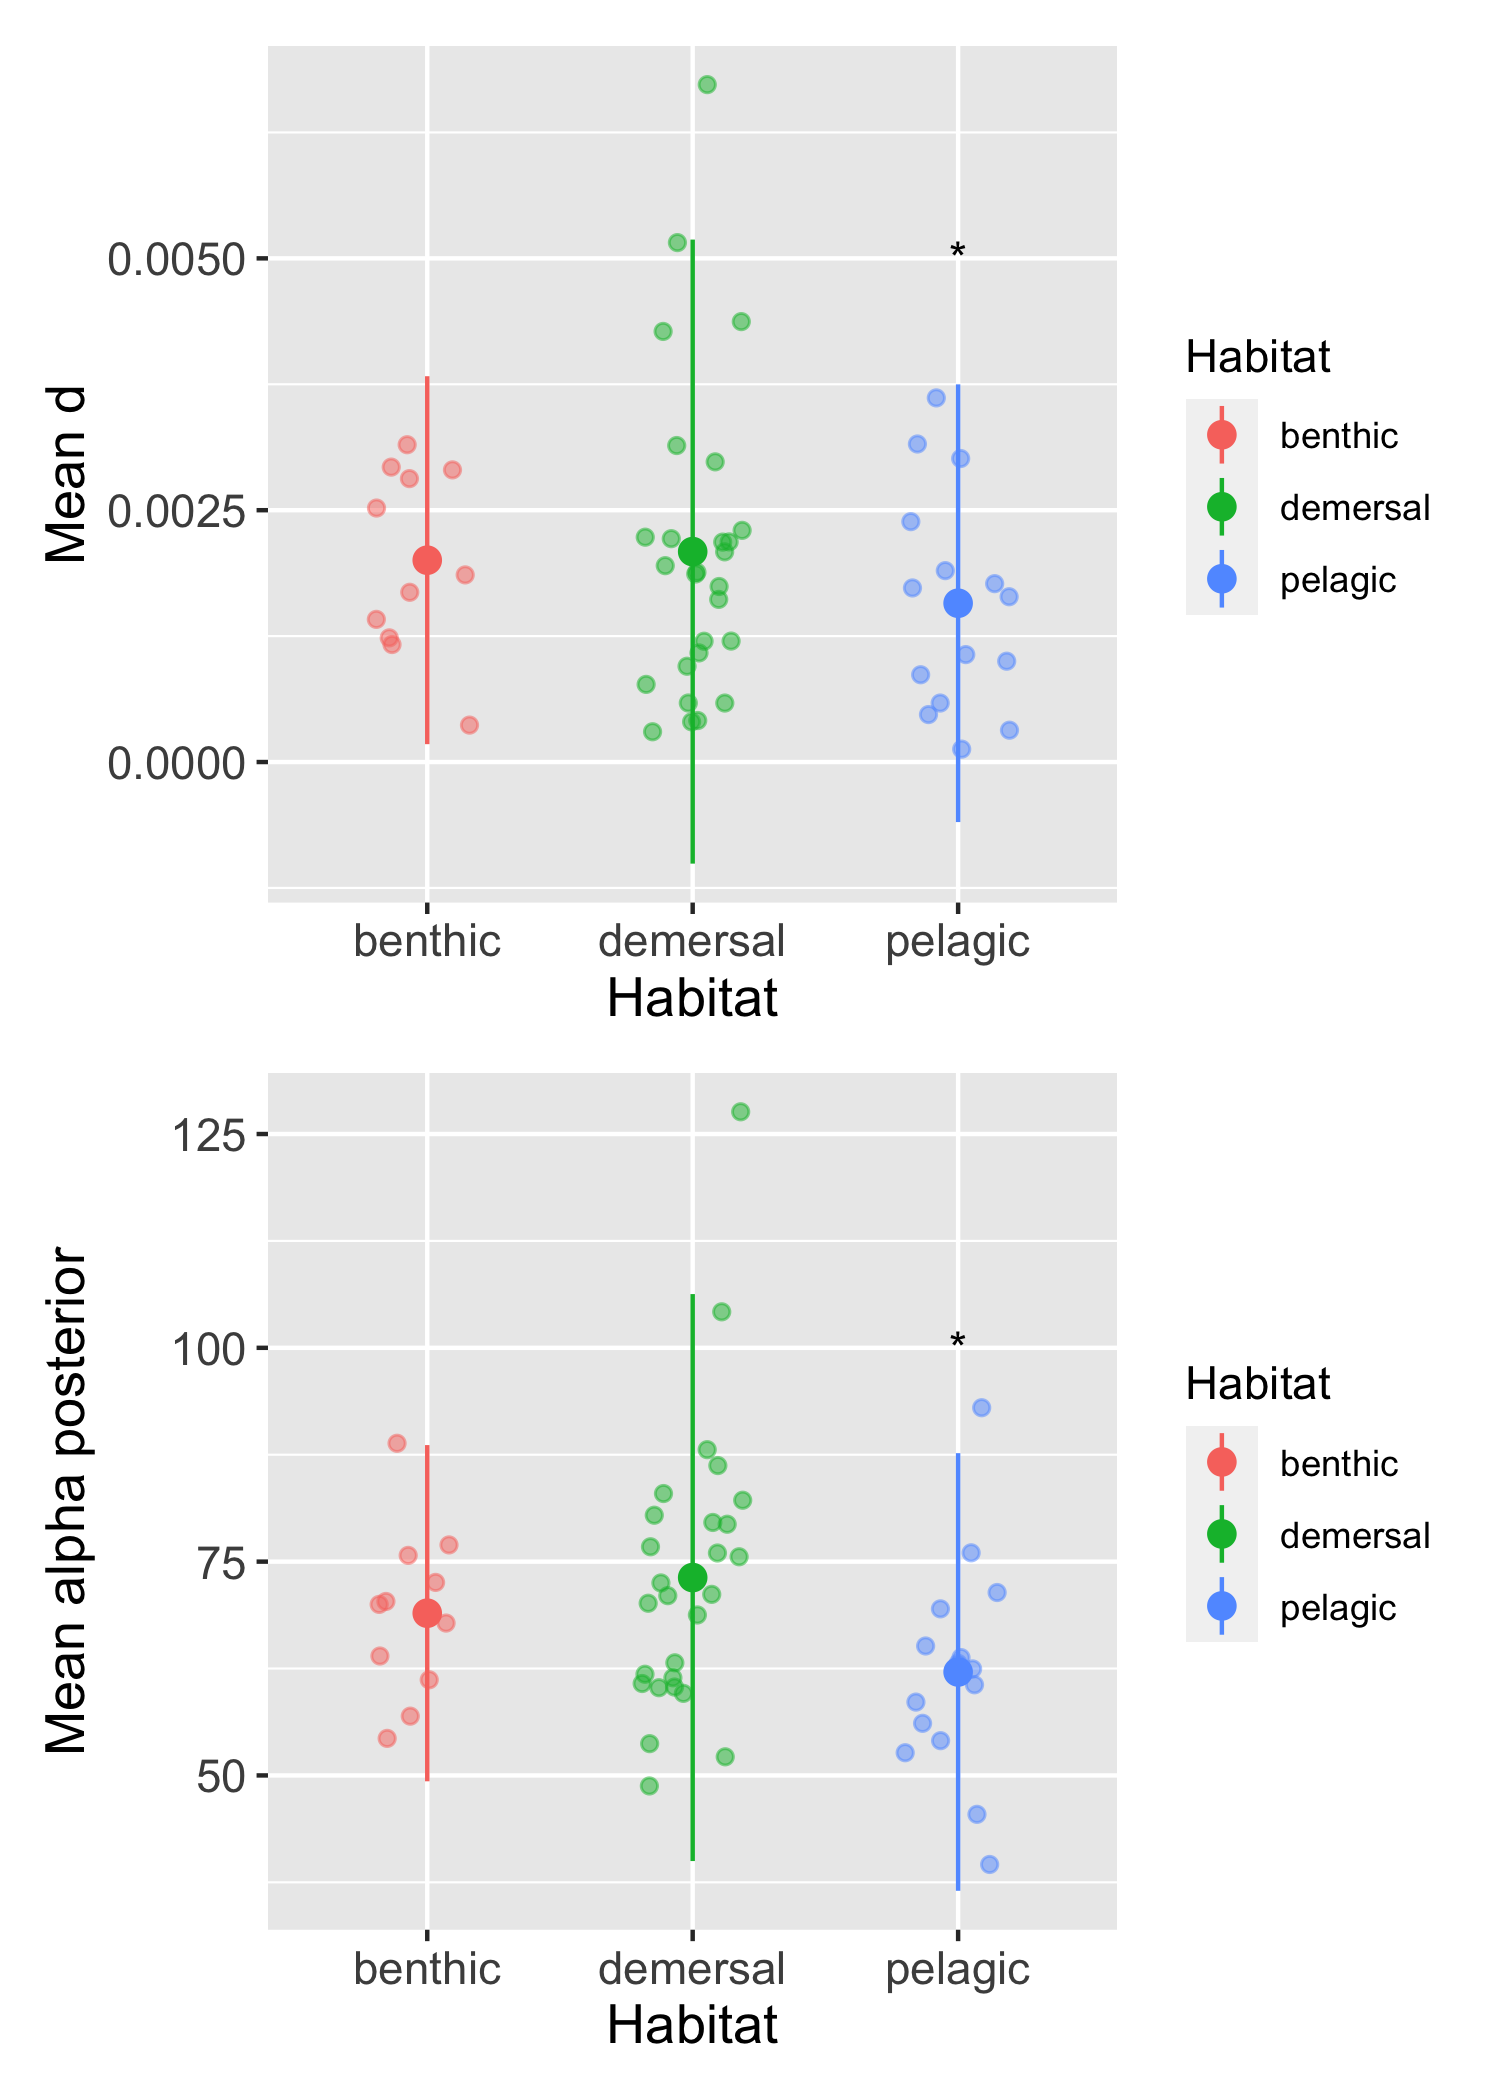 Mean d
0.0050
0.0025
0.0000
*
benthic demersal pelagic
Habitat
Habitat
benthic
demersal
pelagic
Mean alpha posterior
125
100
75
50
*
benthic demersal pelagic
Habitat
Habitat
benthic
demersal
pelagic